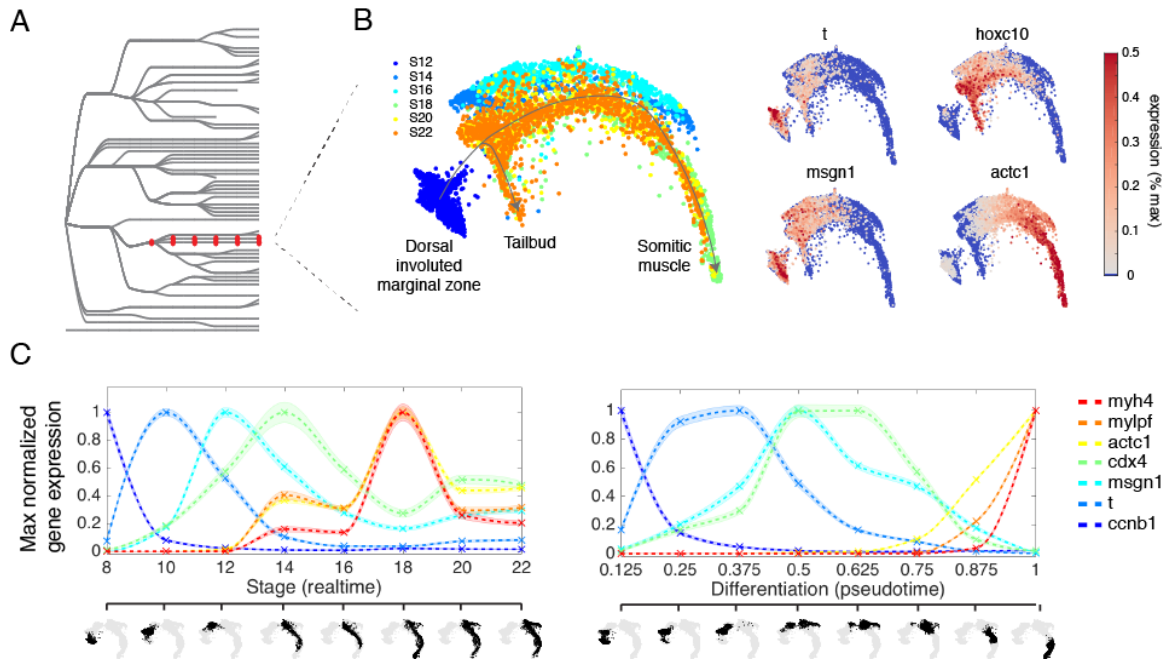 A
B
S12
S14
S16
S18
S20
S22
Dorsal
involuted
marginal zone
Tailbud
Somitic
muscle
t
hoxc10
msgn1
actc1
0.5
0.4
0.3
0.2
0.1
0
expression (% max)
C
Max normalized
gene expression
1
0.8
0.6
0.4
0.2
0
8 10 12 14 16 18 20 22
Stage (realtime)
1
0.8
0.6
0.4
0.2
0
0.125 0.25 0.375 0.5 0.625 0.75 0.875 1
Differentiation (pseudotime)
myh4
mylpf
actc1
cdx4
msgn1
t
ccnb1